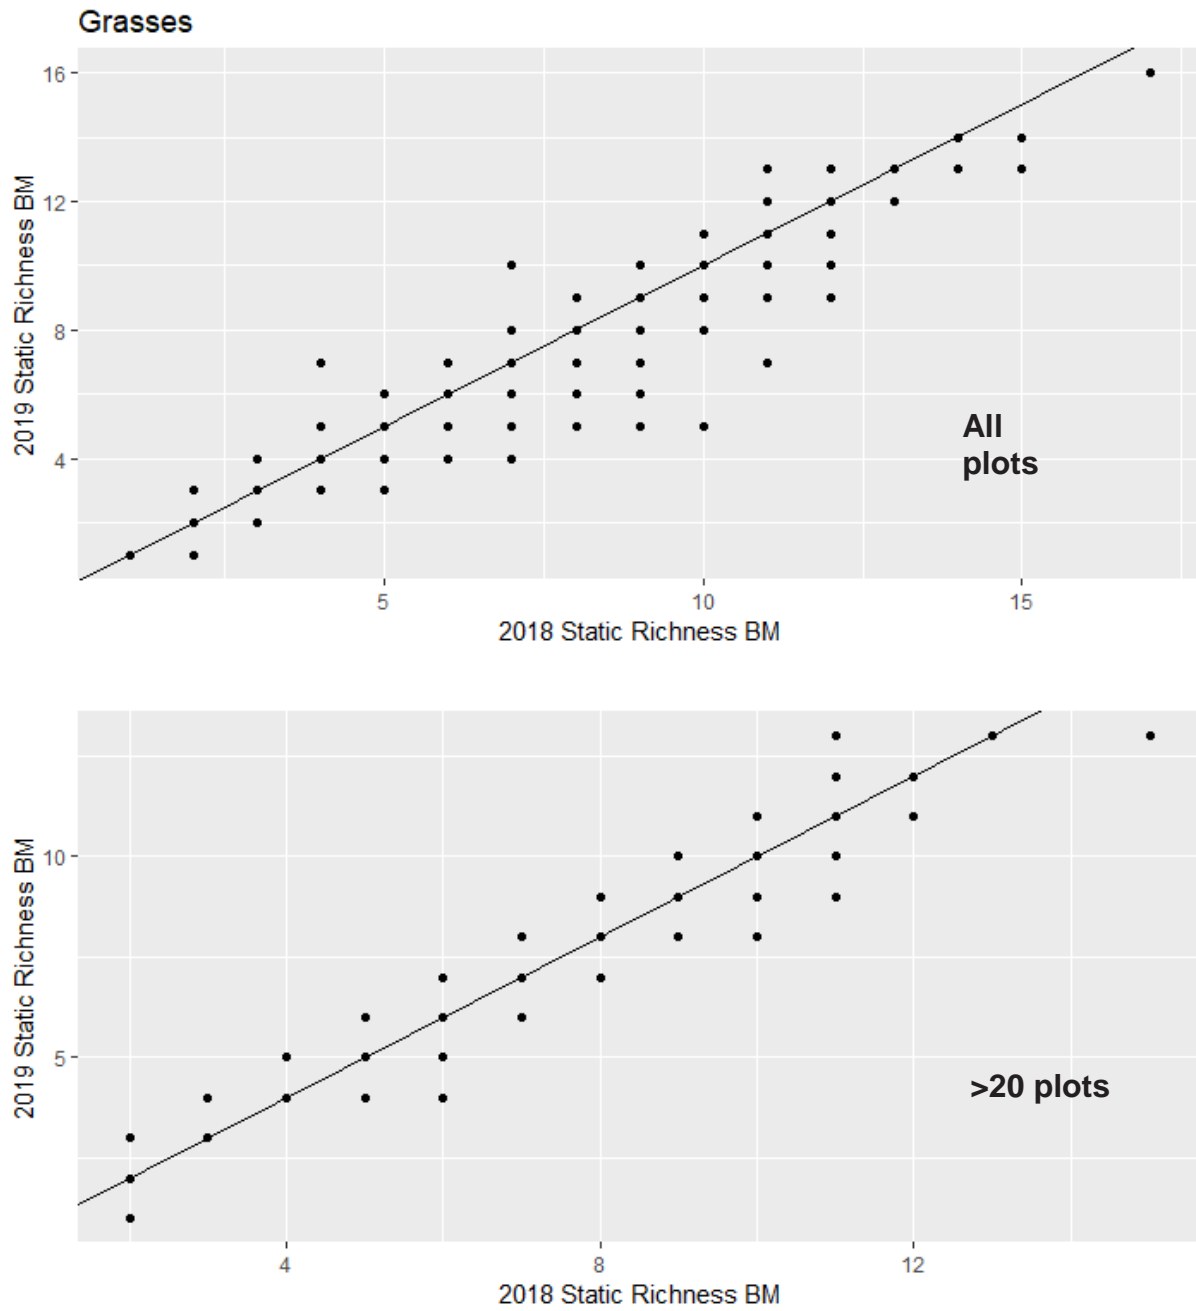 Grasses
16
12
8
4
2019 Static Richness BM
All
plots
5 10 15
2018 Static Richness BM
10
5
2019 Static Richness BM
>20 plots
4 8 12
2018 Static Richness BM